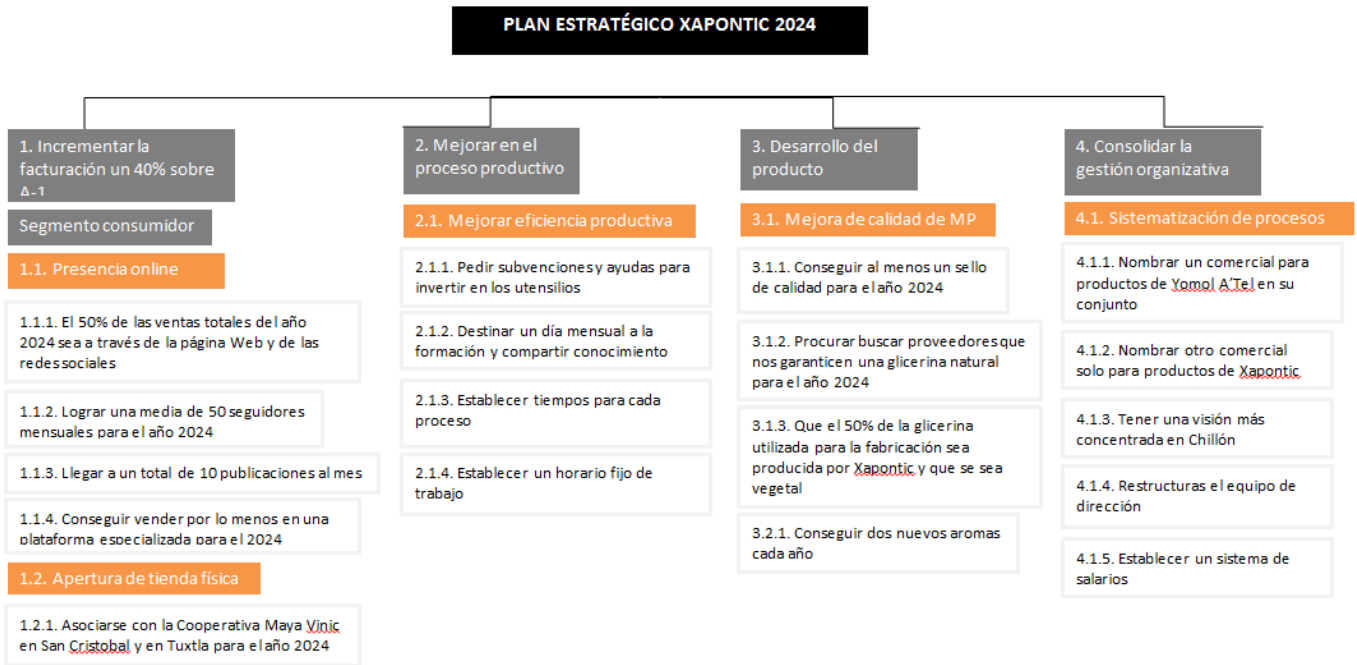 PLAN ESTRATÉGICO XAPONTIC 2024
1. Incrementar la
facturación un 40% sobre
A-1
Segmento consumidor
1.1. Presencia online
1.1.1. El 50% de las ventas totales del año
2024 sea a través de la página Web y de las
redes sociales
1.1.2. Lograr una media de 50 seguidores
mensuales para el año 2024
1.1.3. Llegar a un total de 10 publicaciones al mes
1.1.4. Conseguir vender por lo menos en una
plataforma especializada para el 2024
1.2. Apertura de tienda física
1.2.1. Asociarse con la Cooperativa Maya Vinic
en San Cristobal y en Tuxtla para el año 2024
2. Mejorar en el
proceso productivo
2.1. Mejorar eficiencia productiva
2.1.1. Pedir subvenciones y ayudas para
invertir en los utensilios
2.1.2. Destinar un día mensual a la
formación y compartir conocimiento
2.1.3. Establecer tiempos para cada
proceso
2.1.4. Establecer un horario fijo de
trabajo
3. Desarrollo del
producto
3.1. Mejora de calidad de MP
3.1.1. Conseguir al menos un sello
de calidad para el año 2024
3.1.2. Procurar buscar proveedores que
nos garanticen una glicerina natural
para el año 2024
3.1.3. Que el 50% de la glicerina
utilizada para la fabricación sea
producida por Xapontic y que se sea
vegetal
3.2.1. Conseguir dos nuevos aromas
cada año
4. Consolidar la
gestión organizativa
4.1. Sistematización de procesos
4.1.1. Nombrar un comercial para
productos de Yomol A'Tel en su
conjunto
4.1.2. Nombrar otro comercial
solo para productos de Xapontic
4.1.3. Tener una visión más
concentrada en Chillón
4.1.4. Restructuras el equipo de
dirección
4.1.5. Establecer un sistema de
salarios